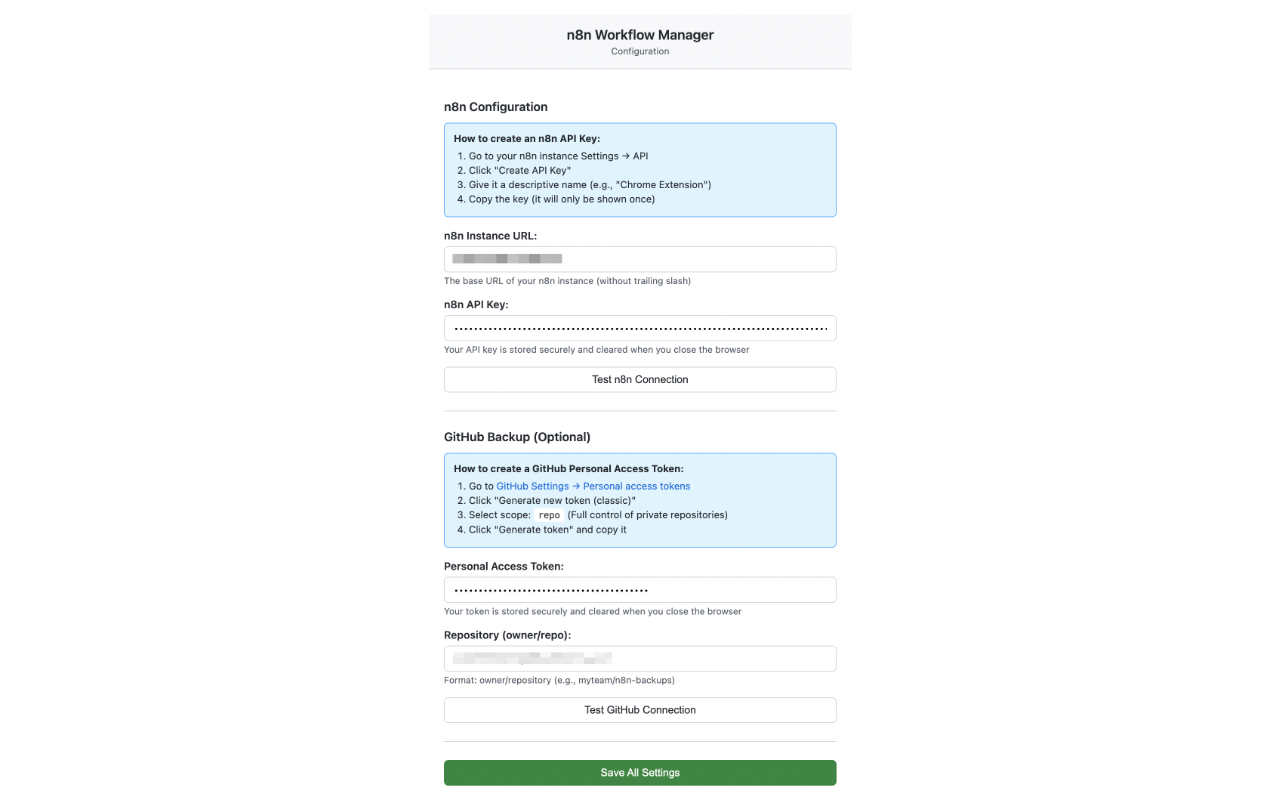 n8n Workflow Manager
Configuration
n8n Configuration
How to create an n8n API Key:
1. Go to your n8n instance Settings → API
2. Click "Create API Key"
3. Give it a descriptive name (e.g., "Chrome Extension")
4. Copy the key (it will only be shown once)
n8n Instance URL:
The base URL of your n8n instance (without trailing slash)
n8n API Key:
Your API key is stored securely and cleared when you close the browser
Test n8n Connection
GitHub Backup (Optional)
How to create a GitHub Personal Access Token:
1. Go to GitHub Settings → Personal access tokens
2. Click "Generate new token (classic)"
3. Select scope: repo (Full control of private repositories)
4. Click "Generate token" and copy it
Personal Access Token:
Your token is stored securely and cleared when you close the browser
Repository (owner/repo):
Format: owner/repository (e.g., myteam/n8n-backups)
Test GitHub Connection
Save All Settings